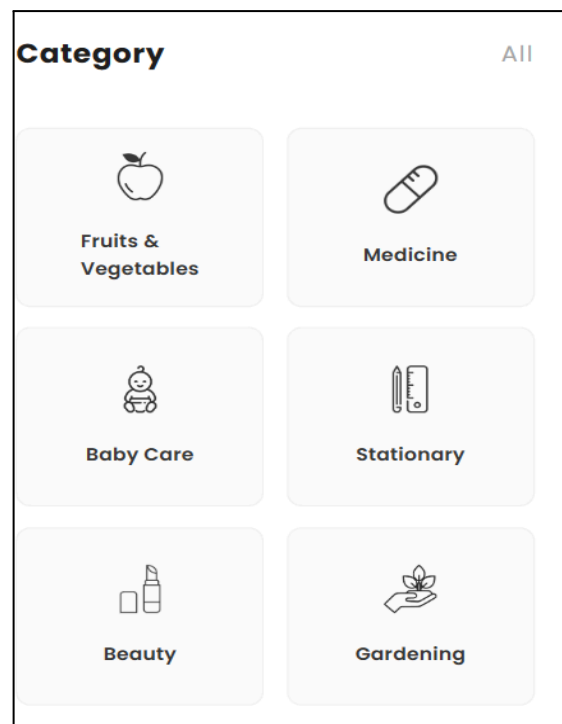 Category
All
Fruits &
Vegetables
Medicine
Baby Care
Stationary
Beauty
Gardening